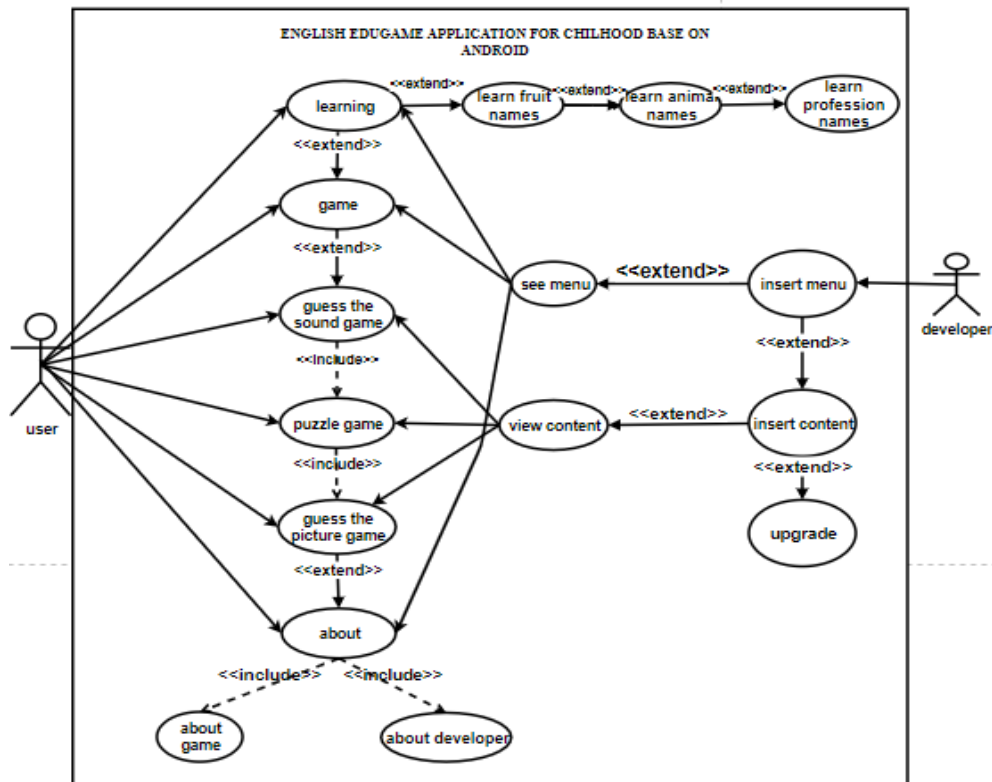 ENGLISH EDUGAME APPLICATION FOR CHILHOOD BASE ON
ANDROID
<<extend>>
<<extend>>
<<extend>>
learning
learn fruit
names
learn animal
names
learn
profession
names
<<extend>>
game
<<extend>>
see menu
<<extend>>
insert menu
developer
guess the
sound game
<<extend>>
<<include>>
user
puzzle game
view content
<<extend>>
insert content
<<include>>
<<extend>>
guess the
picture game
upgrade
<<extend>>
about
<<include>>
<<include>>
about
game
about developer